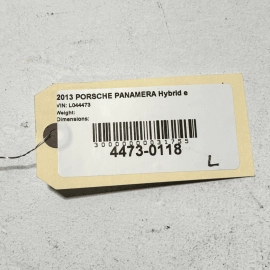 2013 PORSCHE PANAMERA Hybrid e
VIN: L044473
Weight:
Dimensions:
4473-0118
L